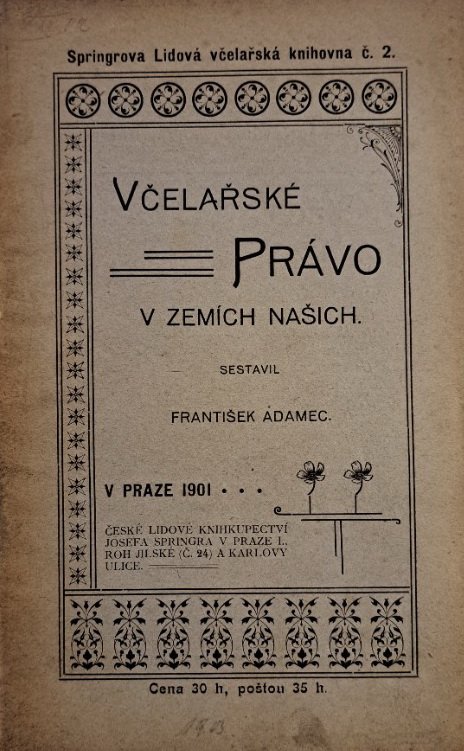 Springrova Lidová včelařská knihovna č. 2.
VČELAŘSKÉ
PRÁVO
V ZEMÍCH NAŠICH.
SESTAVIL
FRANTIŠEK ADAMEC.
V PRAZE 1901 . . .
ČESKÉ LIDOVÉ KNIHKUPECTVÍ
JOSEFA SPRINGRA V PRAZE I.,
ROH JILSKÉ (Č. 24) A KARLOVY
ULICE.
Cena 30 h, poštou 35 h.